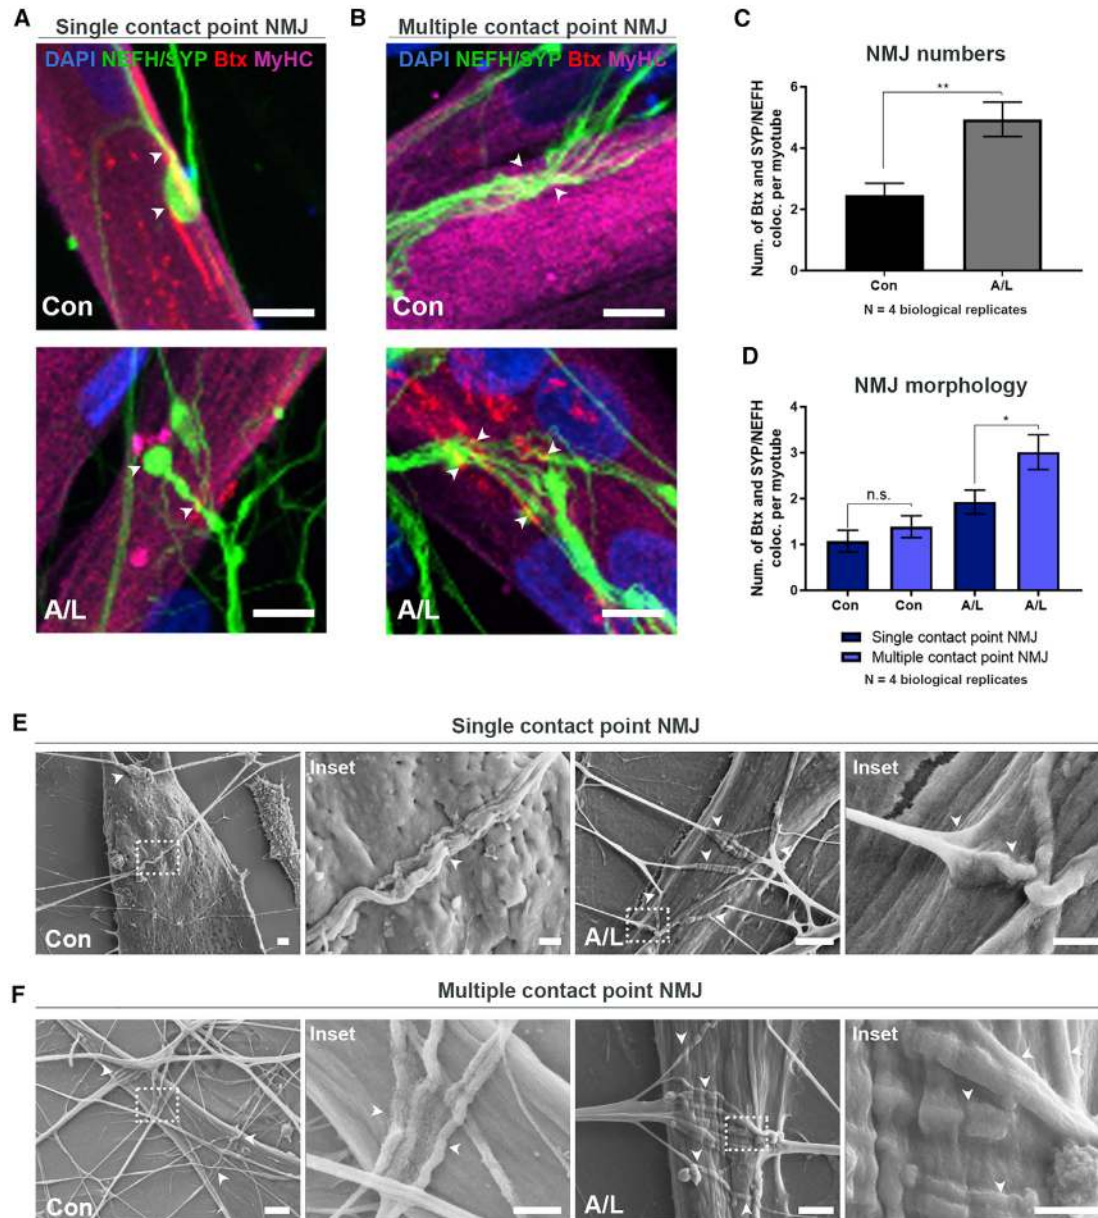 A
Single contact point NMJ
DAPI NEFH/SYP Btx MyHC
Con
A/L
B
Multiple contact point NMJ
DAPI NEFH/SYP Btx MyHC
Con
A/L
C
NMJ numbers
Num. of Btx and SYP/NEFH
coloc. per myotube
6
4
2
0
**
Con
A/L
N = 4 biological replicates
D
NMJ morphology
Num. of Btx and SYP/NEFH
coloc. per myotube
4
3
2
1
0
n.s.
*
Con
Con
A/L
A/L
Single contact point NMJ
Multiple contact point NMJ
N = 4 biological replicates
E
Single contact point NMJ
Con
Inset
A/L
Inset
F
Multiple contact point NMJ
Con
Inset
A/L
Inset